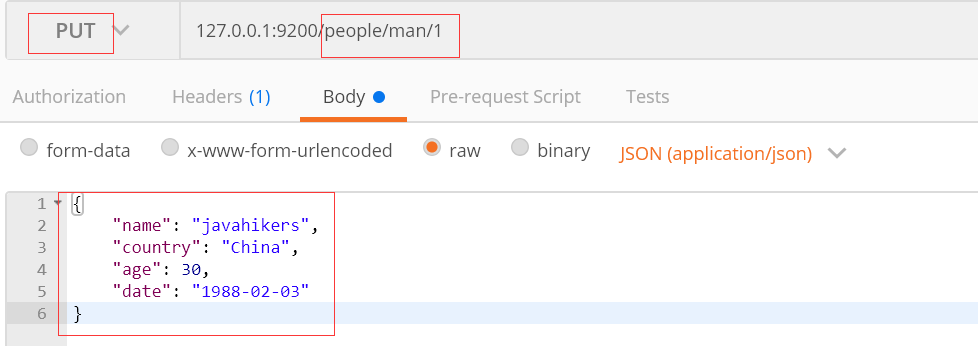 PUT 127.0.0.1:9200/people/man/1
Authorization Headers (1) Body Pre-request Script Tests
form-data x-www-form-urlencoded raw binary JSON (application/json)
1 {
2 "name": "javahikers",
3 "country": "China",
4 "age": 30,
5 "date": "1988-02-03"
6 }